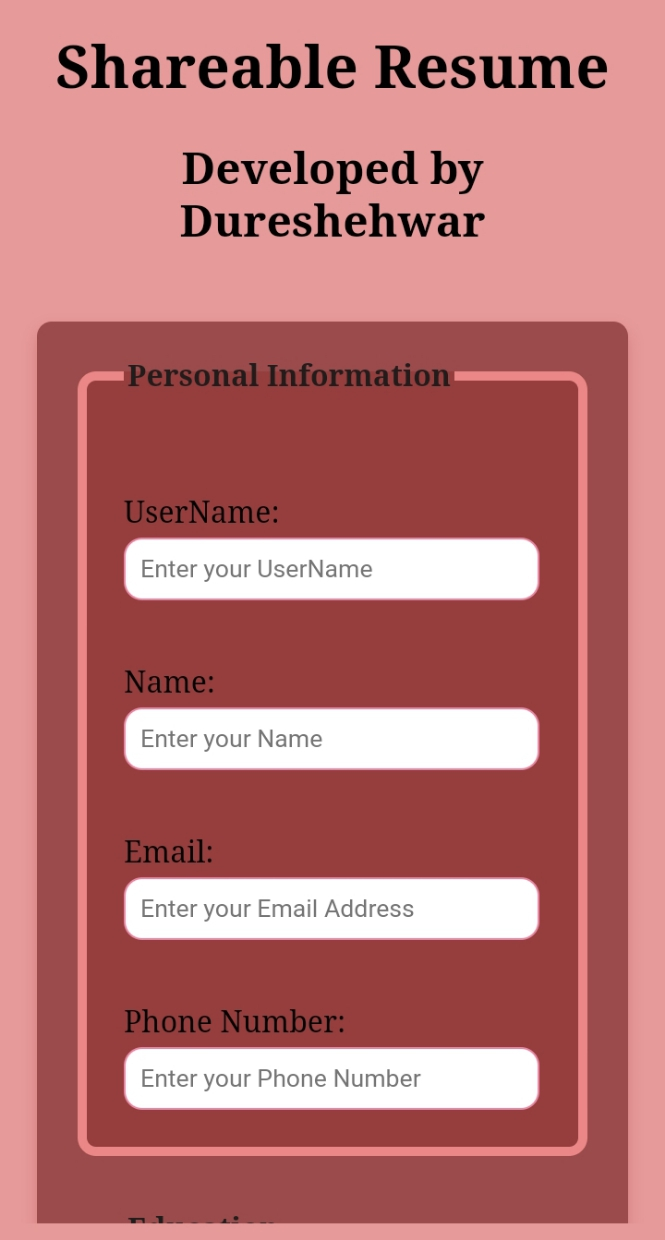 Shareable Resume
Developed by
Dureshehwar
Personal Information
UserName:
Enter your UserName
Name:
Enter your Name
Email:
Enter your Email Address
Phone Number:
Enter your Phone Number
Education